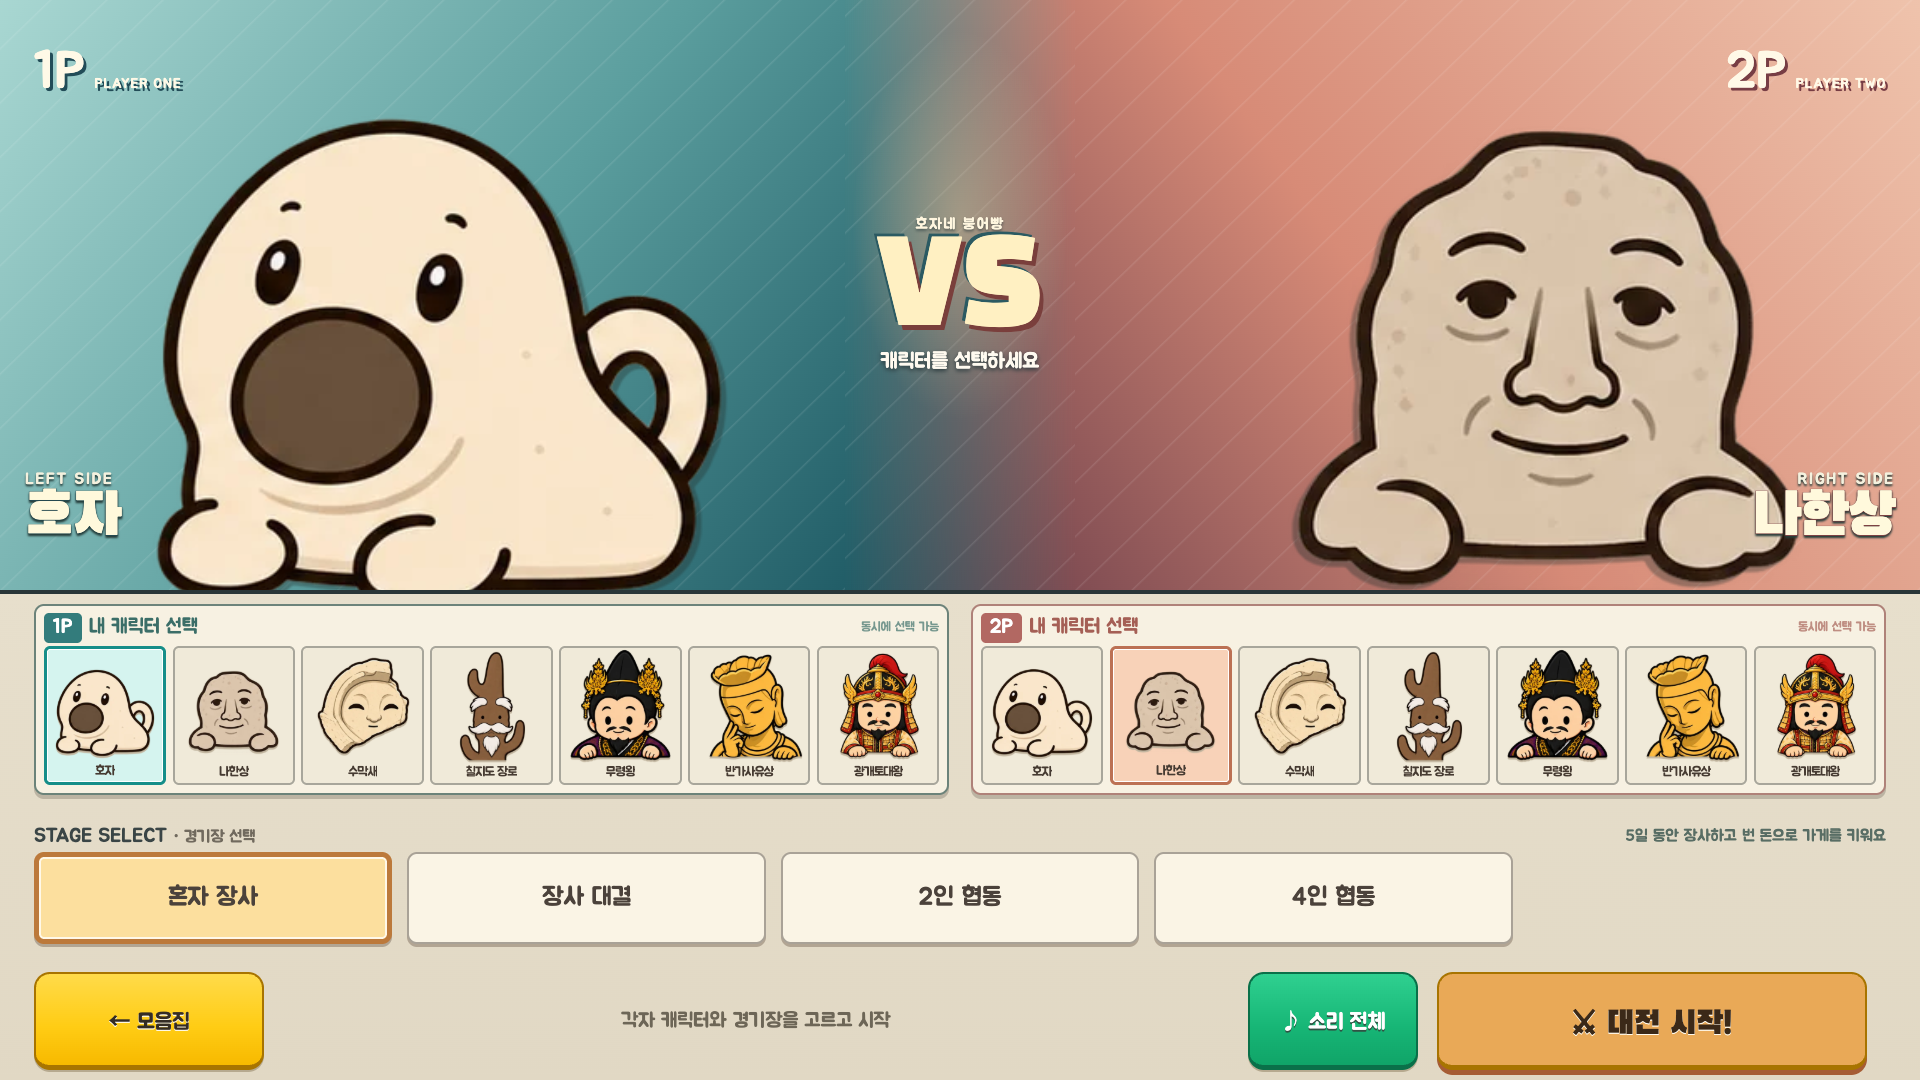 1P PLAYER ONE
2P PLAYER TWO
호자네 붕어빵
VS
캐릭터를 선택하세요
LEFT SIDE
호자
RIGHT SIDE
나한상
1P 내 캐릭터 선택
동시에 선택 가능
호자
나한상
수막새
칠지도 장로
무령왕
반가사유상
광개토대왕
2P 내 캐릭터 선택
동시에 선택 가능
호자
나한상
수막새
칠지도 장로
무령왕
반가사유상
광개토대왕
STAGE SELECT · 경기장 선택
5일 동안 장사하고 번 돈으로 가게를 키워요
혼자 장사
장사 대결
2인 협동
4인 협동
← 모음집
각자 캐릭터와 경기장을 고르고 시작
♪ 소리 전체
⚔ 대전 시작!